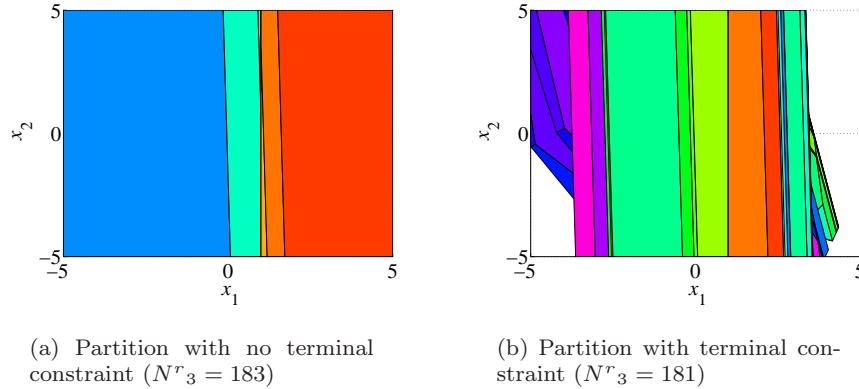 5
x2
0
−5
−5
0
5
x1
5
x2
0
−5
−5
0
5
x1
(a) Partition with no terminal
constraint (N^r_3 = 183)
(b) Partition with terminal con-
straint (N^r_3 = 181)